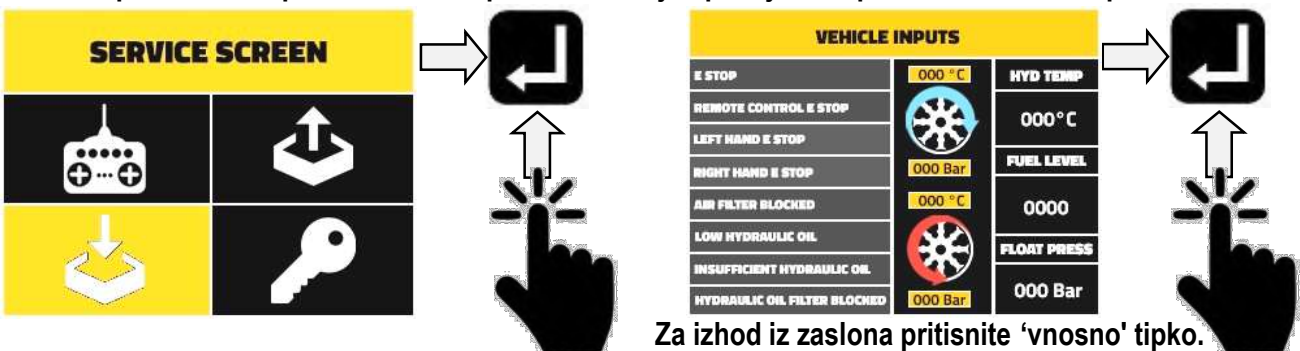 SERVICE SCREEN
VEHICLE INPUTS
E STOP
REMOTE CONTROL E STOP
LEFT HAND E STOP
RIGHT HAND E STOP
AIR FILTER BLOCKED
LOW HYDRAULIC OIL
INSUFFICIENT HYDRAULIC OIL
HYDRAULIC OIL FILTER BLOCKED
000 °C
000 Bar
000 °C
000 Bar
HYD TEMP
000°C
FUEL LEVEL
0000
FLOAT PRESS
000 Bar
Za izhod iz zaslona pritisnite ‘vnosno' tipko.